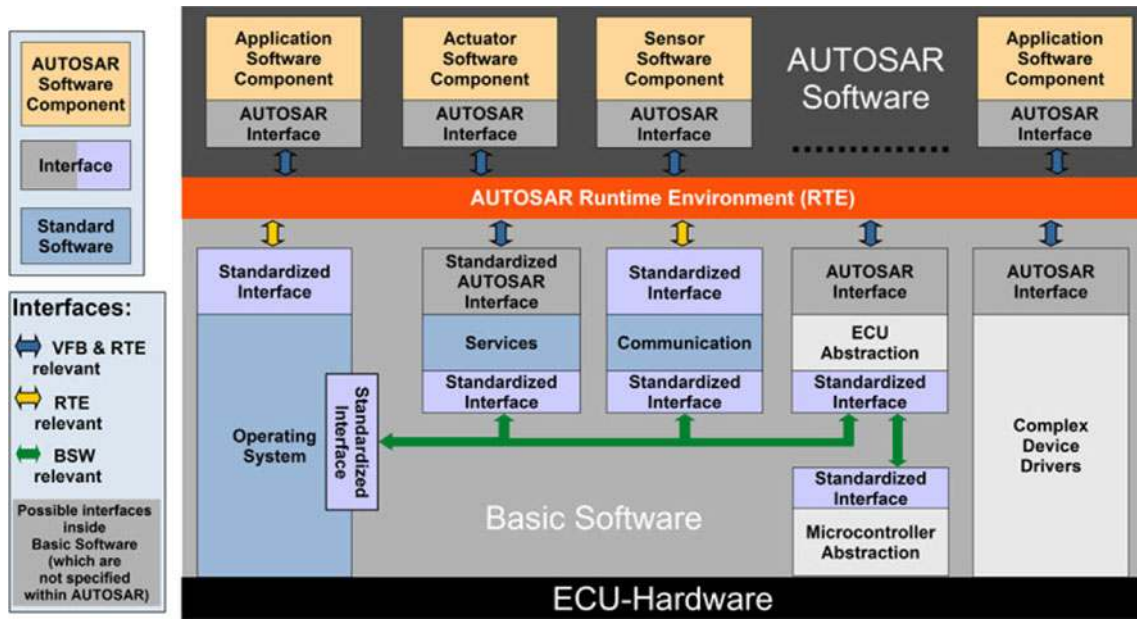 AUTOSAR
Software
Component
Interface
Standard
Software
Interfaces:
VFB & RTE
relevant
RTE
relevant
BSW
relevant
Possible interfaces
inside
Basic Software
(which are
not specified
within AUTOSAR)
Application
Software
Component
AUTOSAR
Interface
Actuator
Software
Component
AUTOSAR
Interface
Sensor
Software
Component
AUTOSAR
Interface
AUTOSAR
Software
Application
Software
Component
AUTOSAR
Interface
AUTOSAR Runtime Environment (RTE)
Standardized
Interface
Operating
System
Standardized
Interface
Standardized
AUTOSAR
Interface
Services
Standardized
Interface
Standardized
Interface
Communication
Standardized
Interface
AUTOSAR
Interface
ECU
Abstraction
Standardized
Interface
Standardized
Interface
Microcontroller
Abstraction
AUTOSAR
Interface
Complex
Device
Drivers
Basic Software
ECU-Hardware